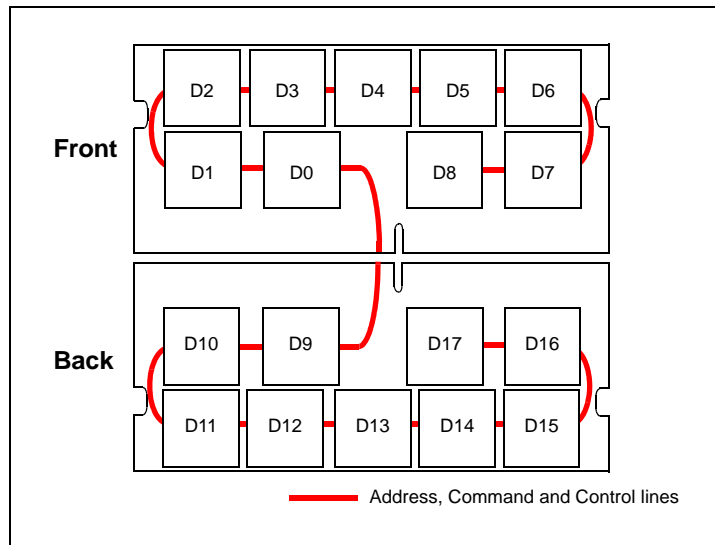 D2 D3 D4 D5 D6
Front
D1 D0 D8 D7
D10 D9 D17 D16
Back
D11 D12 D13 D14 D15
Address, Command and Control lines